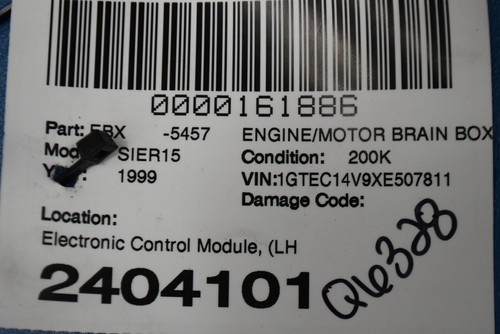 0000161886
Part: EBX -5457 ENGINE/MOTOR BRAIN BOX
SIER15 Condition: 200K
1999 VIN:1GTEC14V9XE507811
Damage Code:
Location:
Electronic Control Module, (LH
2404101
Q6328